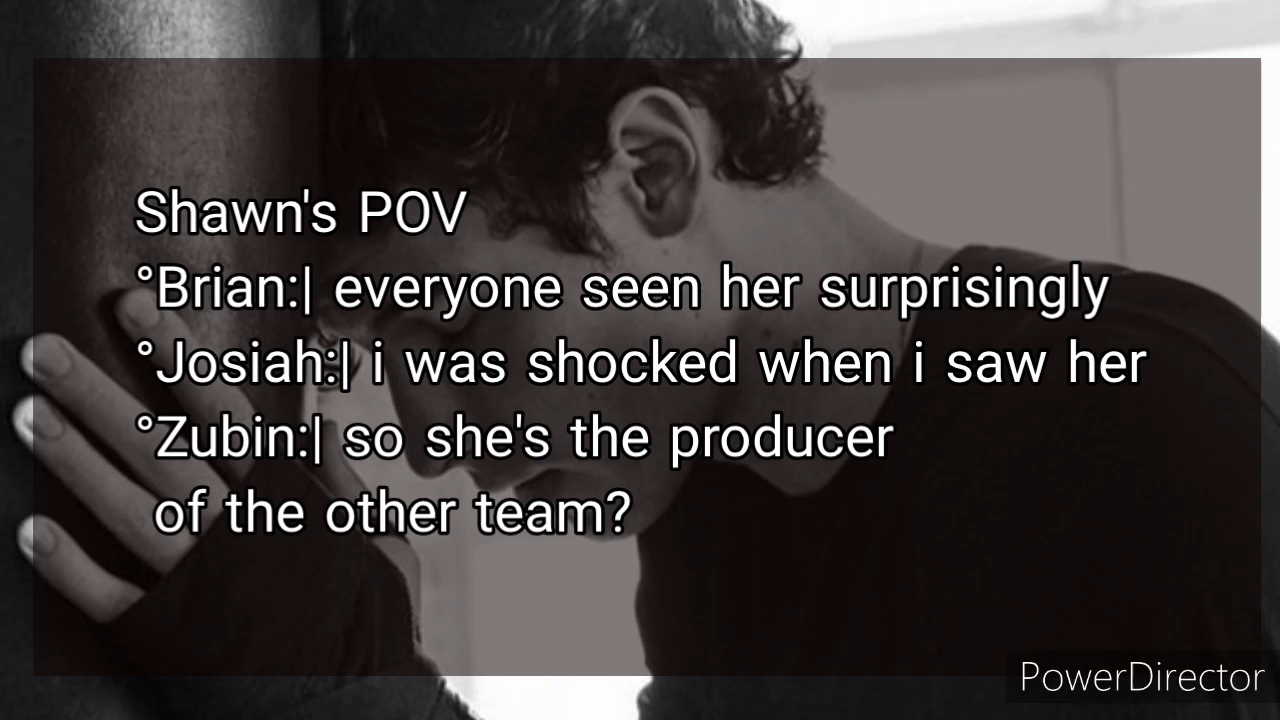 Shawn's POV
°Brian:| everyone seen her surprisingly
°Josiah:| i was shocked when i saw her
°Zubin:| so she's the producer
of the other team?
PowerDirector